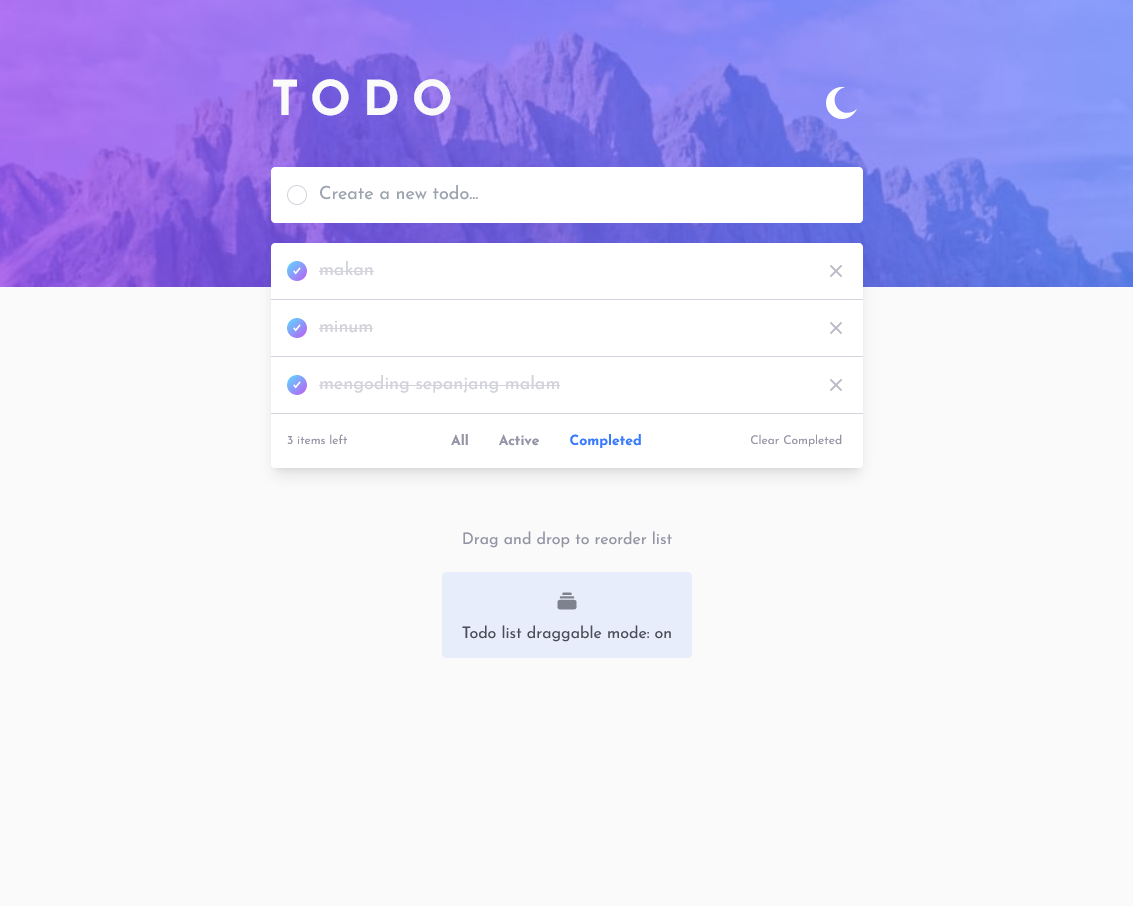 TODO
Create a new todo...
makan
minum
mengoding sepanjang malam
3 items left All Active Completed Clear Completed
Drag and drop to reorder list
Todo list draggable mode: on